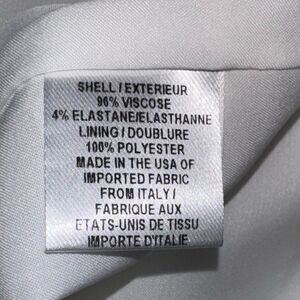 SHELL / EXTERIEUR
96% VISCOSE
4% ELASTANE/ELASTHANNE
LINING / DOUBLURE
100% POLYESTER
MADE IN THE USA OF
IMPORTED FABRIC
FROM ITALY /
FABRIQUE AUX
ETATS-UNIS DE TISSU
IMPORTE D'ITALIE